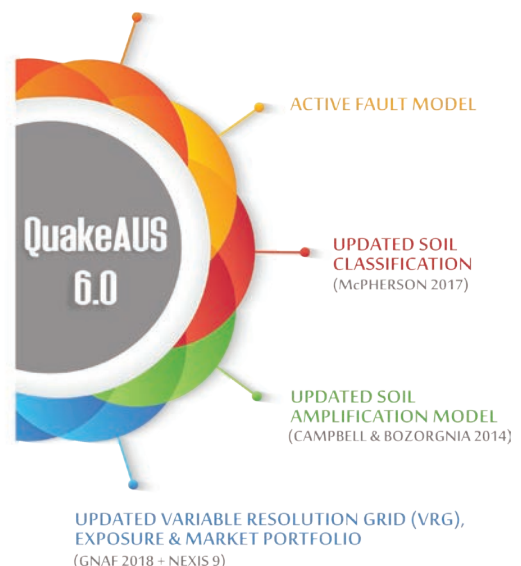 ACTIVE FAULT MODEL
QuakeAUS
6.0
UPDATED SOIL
CLASSIFICATION
(McPHERSON 2017)
UPDATED SOIL
AMPLIFICATION MODEL
(CAMPBELL & BOZORGNIA 2014)
UPDATED VARIABLE RESOLUTION GRID (VRG),
EXPOSURE & MARKET PORTFOLIO
(GNAF 2018 + NEXIS 9)